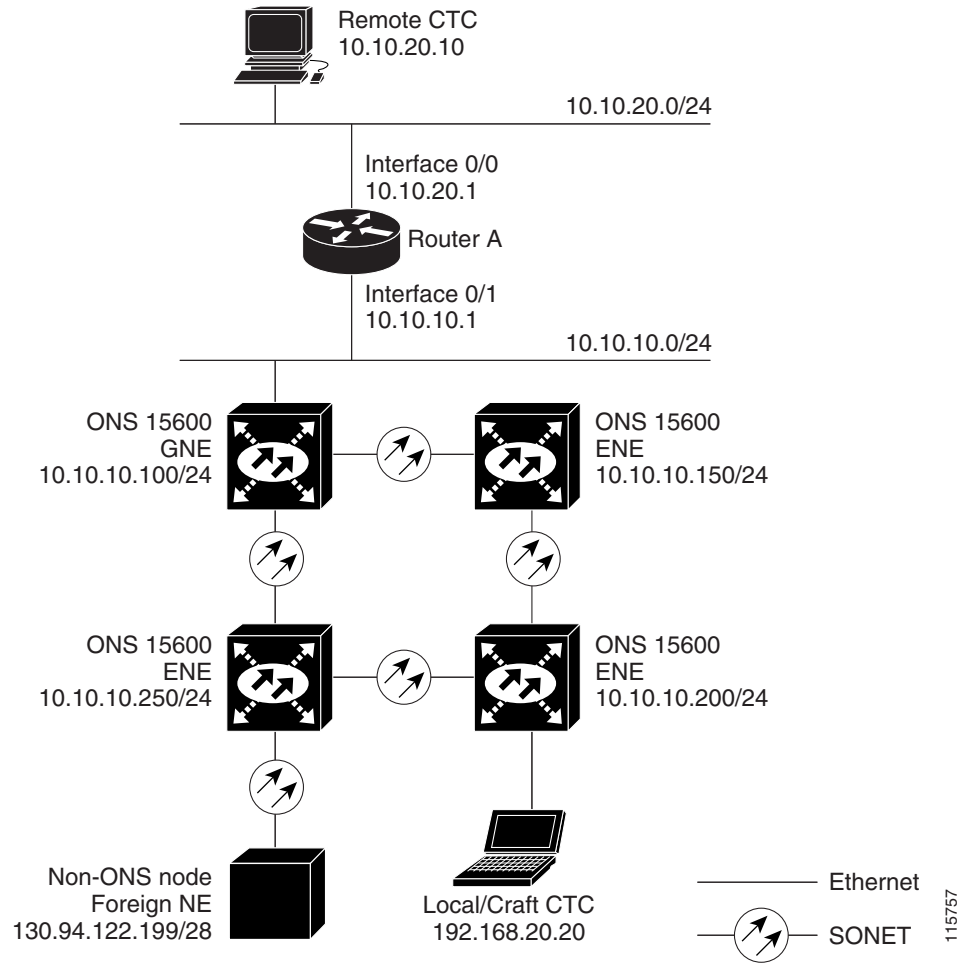 Remote CTC
10.10.20.10
10.10.20.0/24
Interface 0/0
10.10.20.1
Router A
Interface 0/1
10.10.10.1
10.10.10.0/24
ONS 15600
GNE
10.10.10.100/24
ONS 15600
ENE
10.10.10.150/24
ONS 15600
ENE
10.10.10.250/24
ONS 15600
ENE
10.10.10.200/24
Non-ONS node
Foreign NE
130.94.122.199/28
Local/Craft CTC
192.168.20.20
Ethernet
SONET
115757